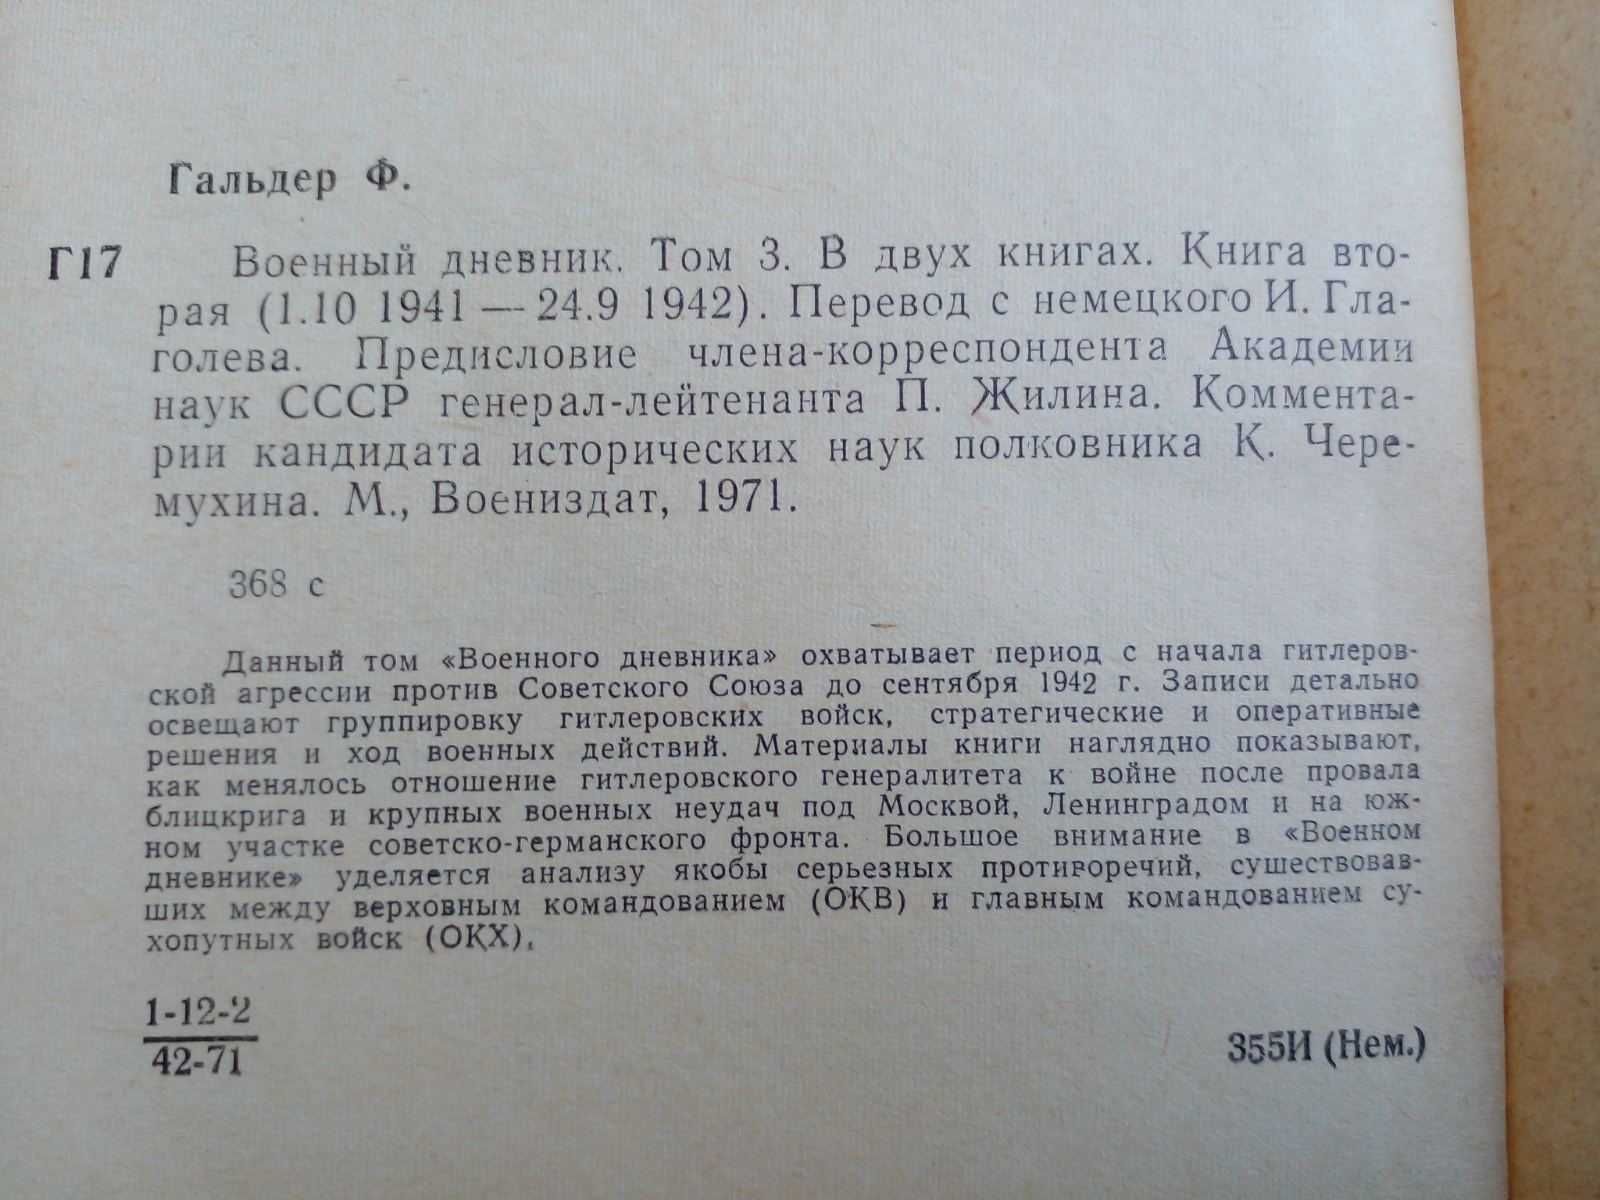 Гальдер Ф.
Г17 Военный дневник. Том 3. В двух книгах. Книга вто-
рая (1.10 1941 — 24.9 1942). Перевод с немецкого И. Гла-
голева. Предисловие члена-корреспондента Академии
наук СССР генерал-лейтенанта П. Жилина. Коммента-
рии кандидата исторических наук полковника К. Чере-
мухина. М., Воениздат, 1971.
368 с
Данный том «Военного дневника» охватывает период с начала гитлеров-
ской агрессии против Советского Союза до сентября 1942 г. Записи детально
освещают группировку гитлеровских войск, стратегические и оперативные
решения и ход военных действий. Материалы книги наглядно показывают,
как менялось отношение гитлеровского генералитета к войне после провала
блицкрига и крупных военных неудач под Москвой, Ленинградом и на юж-
ном участке советско-германского фронта. Большое внимание в «Военном
дневнике» уделяется анализу якобы серьезных противоречий, существовав-
ших между верховным командованием (ОКВ) и главным командованием су-
хопутных войск (ОКХ).
1-12-2
42-71
355И (Нем.)